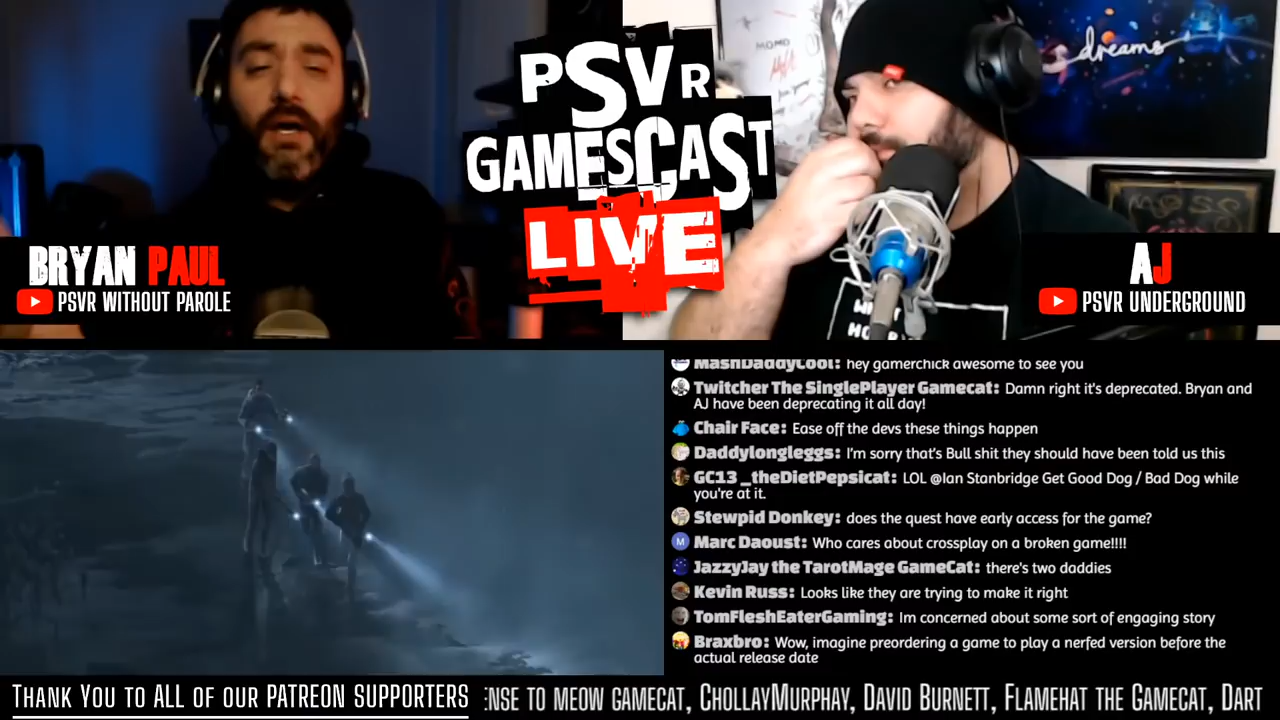 PSVR
GAMESCAST
LIVE
dreams
MOMO
BRYAN PAUL
PSVR WITHOUT PAROLE
AJ
PSVR UNDERGROUND
MashDaddyCool: hey gamerchick awesome to see you
Twitcher The SinglePlayer Gamecat: Damn right it's deprecated. Bryan and
AJ have been deprecating it all day!
Chair Face: Ease off the devs these things happen
Daddylongleggs: I'm sorry that's Bull shit they should have been told us this
GC13 _theDietPepsicat: LOL @Ian Stanbridge Get Good Dog / Bad Dog while
you're at it.
Stewpid Donkey: does the quest have early access for the game?
M Marc Daoust: Who cares about crossplay on a broken game!!!!
JazzyJay the TarotMage GameCat: there's two daddies
Kevin Russ: Looks like they are trying to make it right
TomFleshEaterGaming: Im concerned about some sort of engaging story
Braxbro: Wow, imagine preordering a game to play a nerfed version before the
actual release date
THANK YOU TO ALL OF OUR PATREON SUPPORTERS
ENSE TO MEOW GAMECAT, CHOLLAYMURPHAY, DAVID BURNETT, FLAMEHAT THE GAMECAT, DART